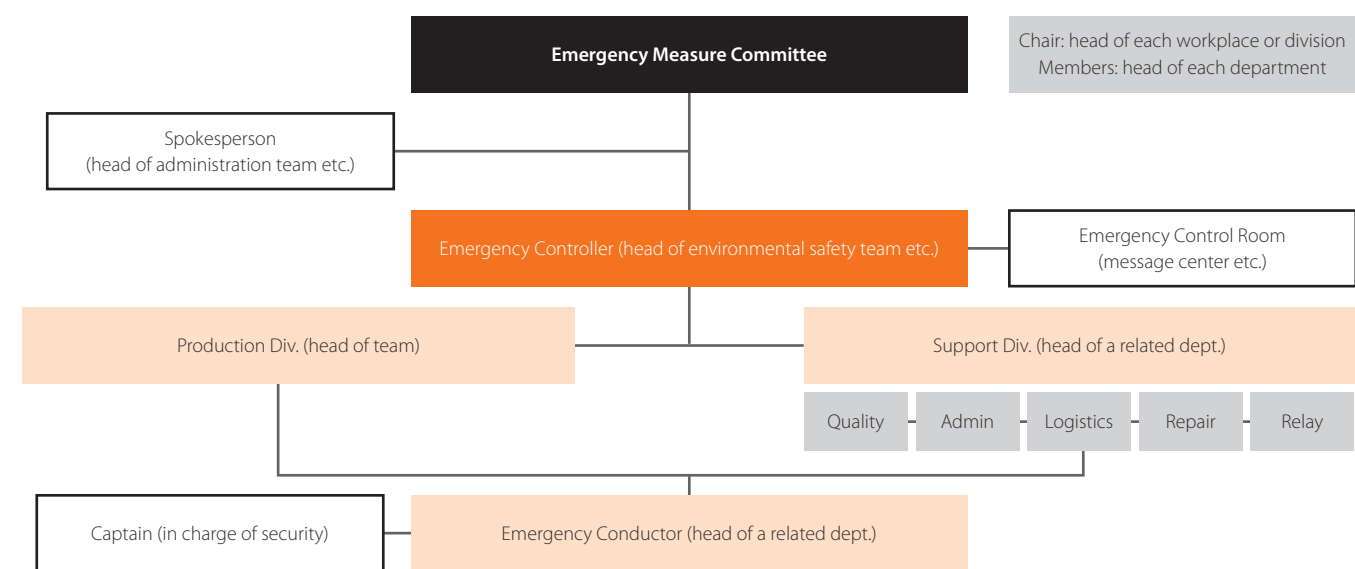 Emergency Measure Committee
Chair: head of each workplace or division
Members: head of each department
Spokesperson
(head of administration team etc.)
Emergency Controller (head of environmental safety team etc.)
Emergency Control Room
(message center etc.)
Production Div. (head of team)
Support Div. (head of a related dept.)
Quality
Admin
Logistics
Repair
Relay
Captain (in charge of security)
Emergency Conductor (head of a related dept.)